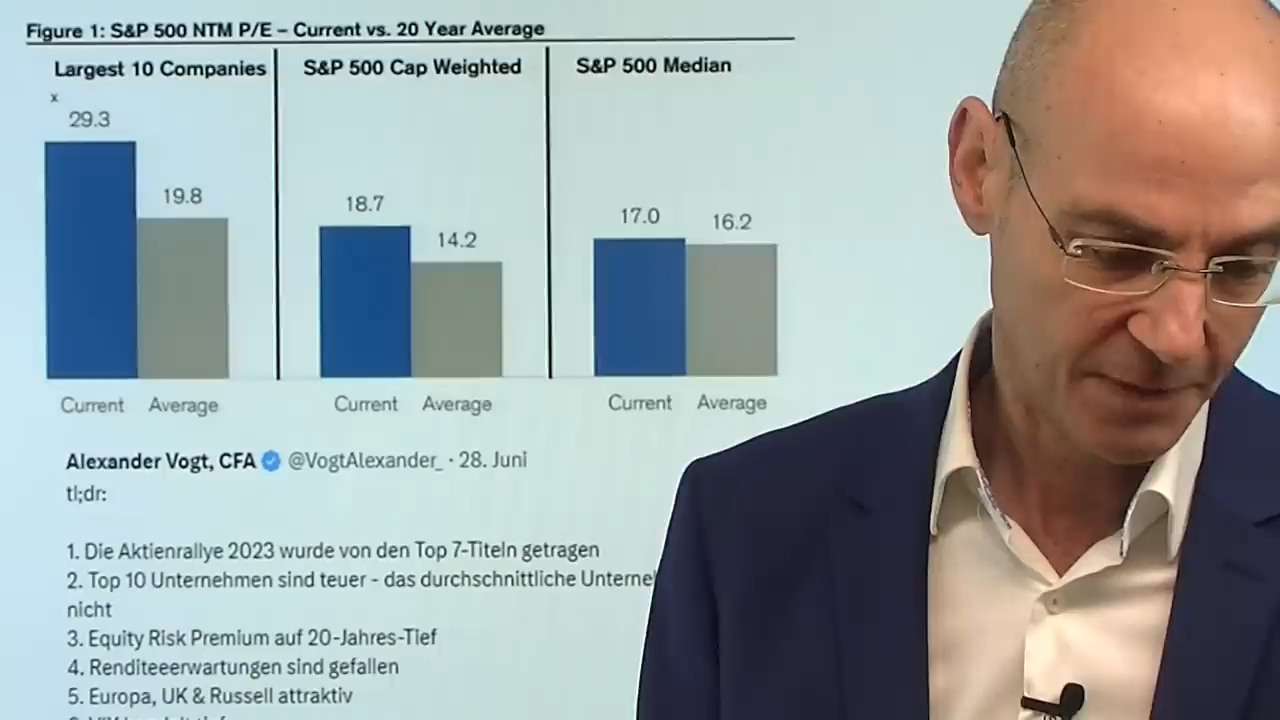 Figure 1: S&P 500 NTM P/E – Current vs. 20 Year Average
Largest 10 Companies
S&P 500 Cap Weighted
S&P 500 Median
x
29.3
19.8
18.7
14.2
17.0
16.2
Current
Average
Current
Average
Current
Average
Alexander Vogt, CFA @VogtAlexander_ · 28. Juni
tl;dr:
1. Die Aktienrallye 2023 wurde von den Top 7-Titeln getragen
2. Top 10 Unternehmen sind teuer - das durchschnittliche
nicht
3. Equity Risk Premium auf 20-Jahres-Tief
4. Renditeeerwartungen sind gefallen
5. Europa, UK & Russell attraktiv